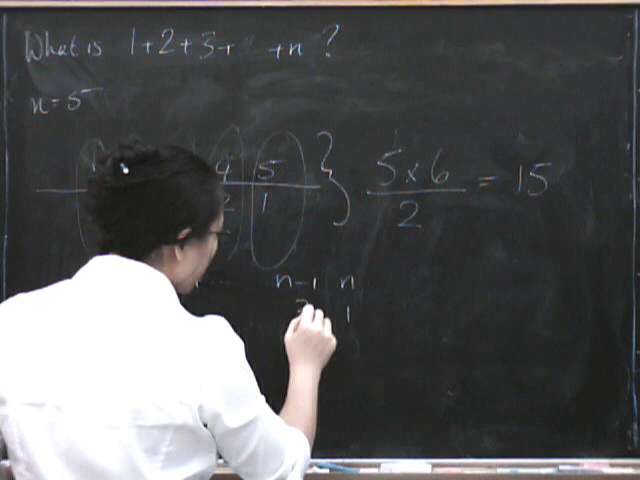 What is 1+2+3+ +n?
n=5
4 5 } 5×6 = 15
2 1 2
n-1 n
2 1